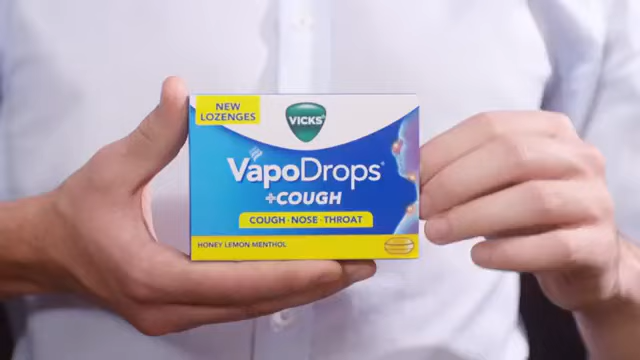 NEW
LOZENGES
VICKS
VapoDrops
+COUGH
COUGH · NOSE · THROAT
HONEY LEMON MENTHOL